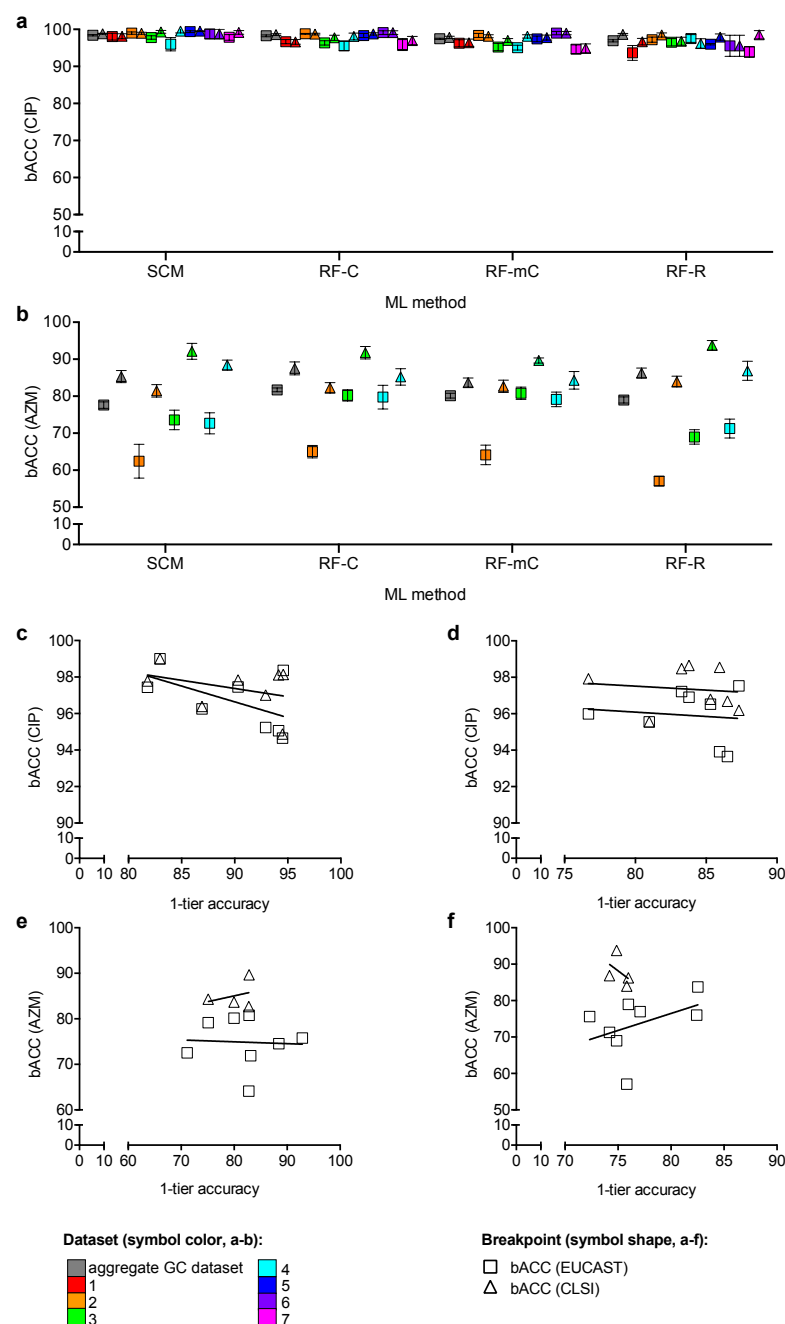 a
bACC (CIP)
100
90
80
70
60
50
10
0
SCM RF-C RF-mC RF-R
ML method
b
bACC (AZM)
100
90
80
70
60
50
10
0
SCM RF-C RF-mC RF-R
ML method
c
bACC (CIP)
100
98
96
94
92
90
10
0
0 10 80 85 90 95 100
1-tier accuracy
d
bACC (CIP)
100
98
96
94
92
90
10
0
0 10 75 80 85 90
1-tier accuracy
e
bACC (AZM)
100
90
80
70
60
10
0
0 10 60 70 80 90 100
1-tier accuracy
f
bACC (AZM)
100
90
80
70
60
50
10
0
0 10 70 75 80 85 90
1-tier accuracy
Dataset (symbol color, a-b):
aggregate GC dataset
1
2
3
4
5
6
7
Breakpoint (symbol shape, a-f):
bACC (EUCAST)
bACC (CLSI)